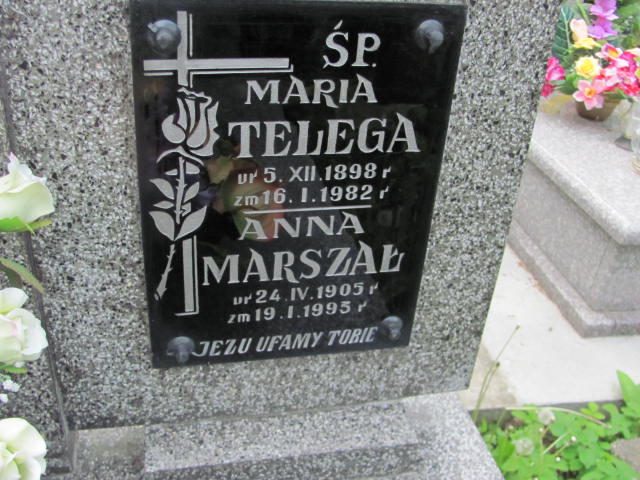 ŚP.
MARIA
TELEGA
ur 5. XII. 1898 r
zm 16. I. 1982 r
ANNA
MARSZAŁ
ur 24. IV. 1905 r
zm 19. I. 1995 r
JEZU UFAMY TOBIE